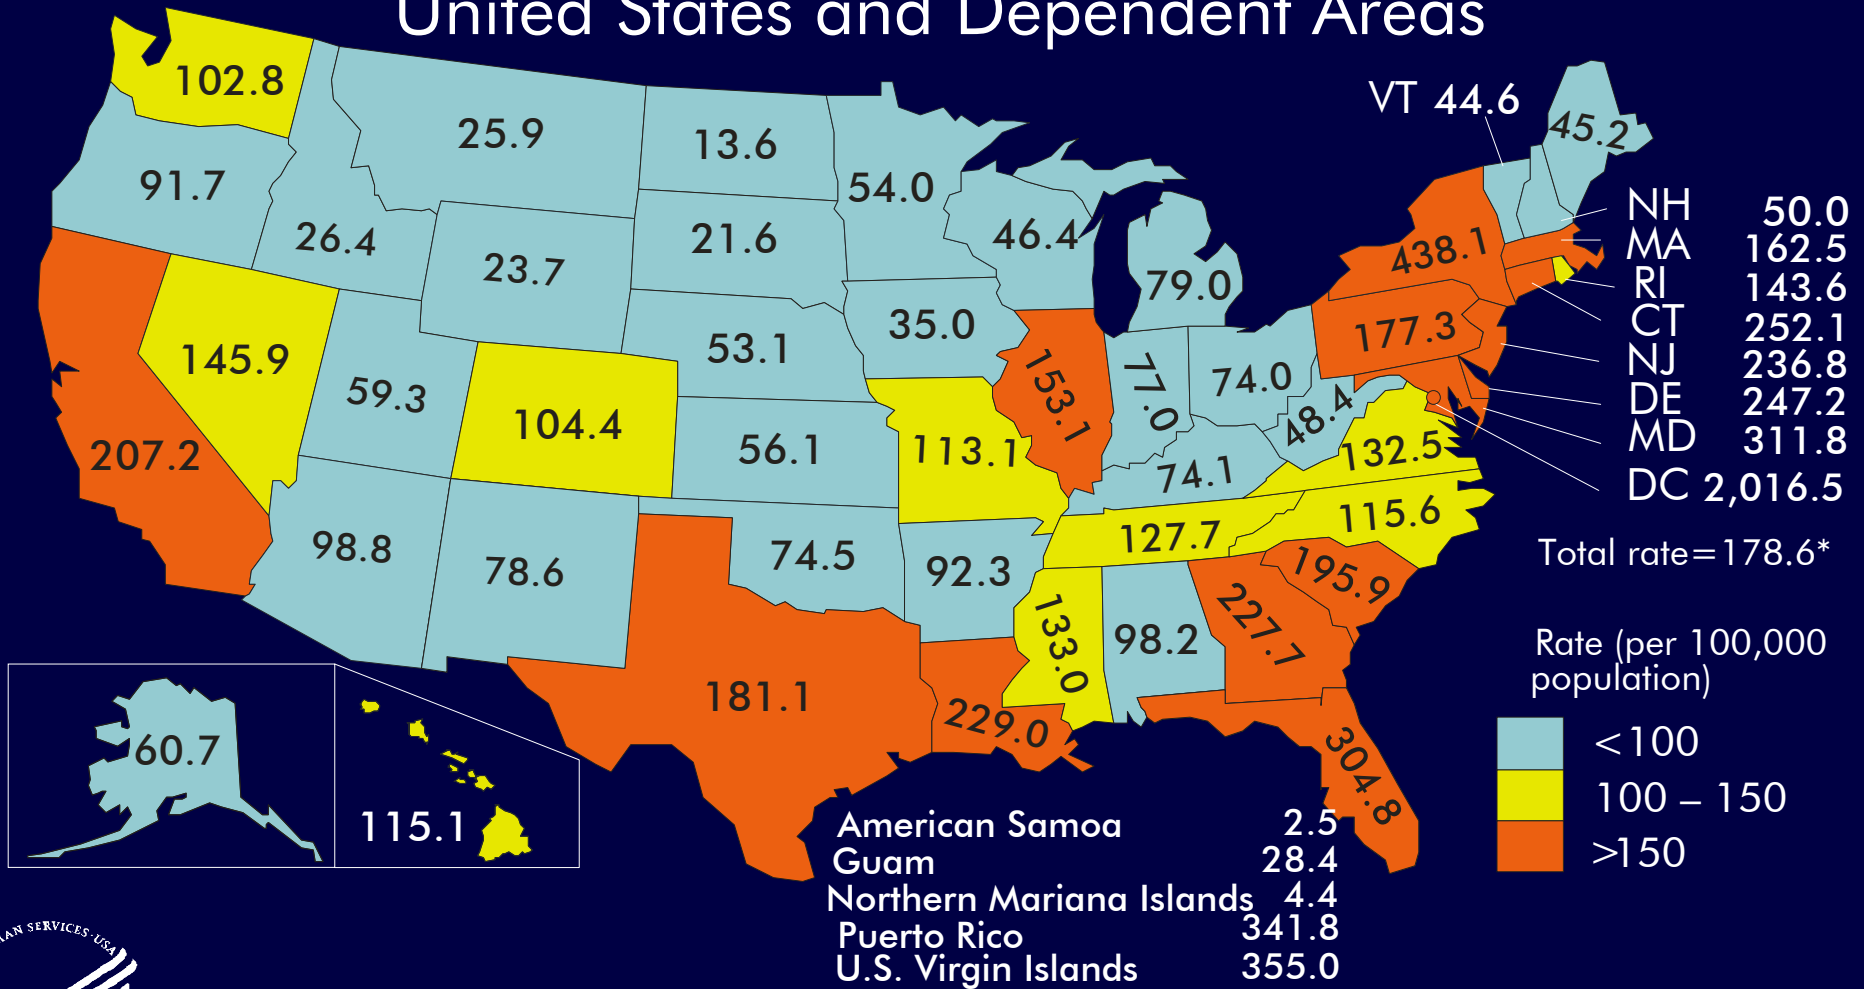 United States and Dependent Areas
102.8
91.7
26.4
25.9
13.6
54.0
VT 44.6
45.2
23.7
21.6
46.4
79.0
438.1
NH 50.0
MA 162.5
RI 143.6
CT 252.1
NJ 236.8
DE 247.2
MD 311.8
DC 2,016.5
207.2
145.9
59.3
104.4
53.1
35.0
153.1
77.0
74.0
177.3
48.4
132.5
56.1
113.1
74.1
127.7
115.6
98.8
78.6
74.5
92.3
133.0
98.2
227.7
195.9
181.1
229.0
304.8
Total rate=178.6*
Rate (per 100,000
population)
<100
100 – 150
>150
60.7
115.1
American Samoa 2.5
Guam 28.4
Northern Mariana Islands 4.4
Puerto Rico 341.8
U.S. Virgin Islands 355.0
SERVICES·USA